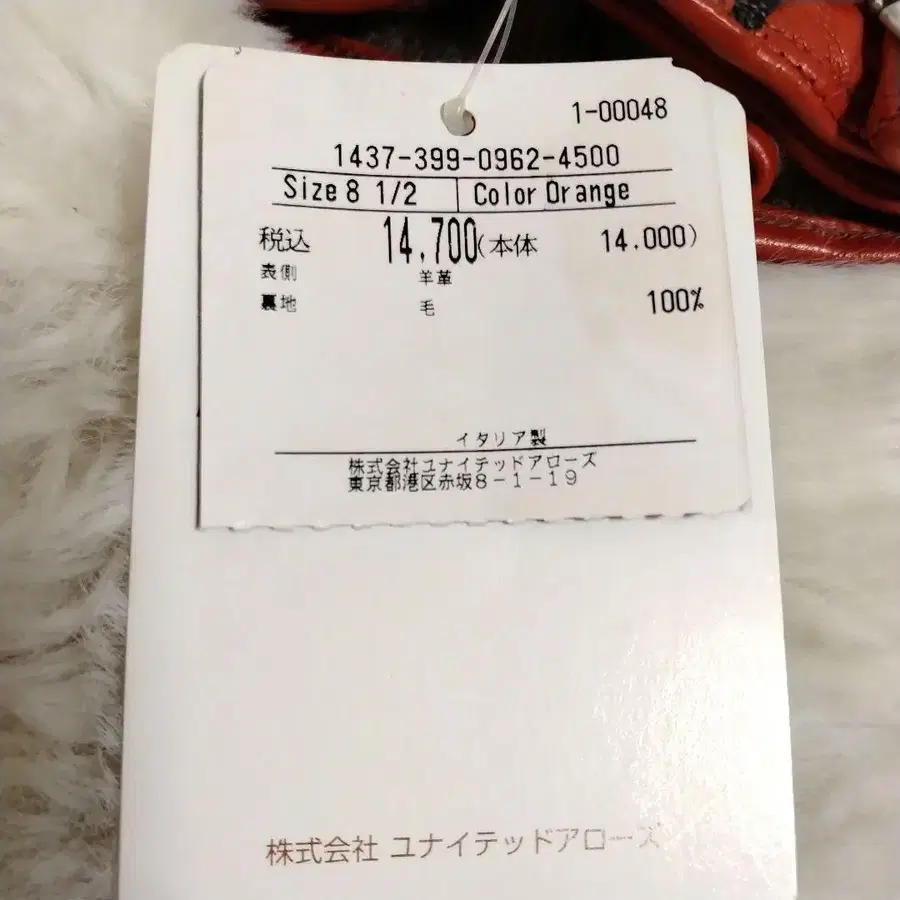 1-00048
1437-399-0962-4500
Size 8 1/2 Color Orange
税込 14,700(本体 14.000)
表側 羊革
裏地 毛 100%
イタリア製
株式会社ユナイテッドアローズ
東京都港区赤坂8-1-19
株式会社 ユナイテッドアローズ